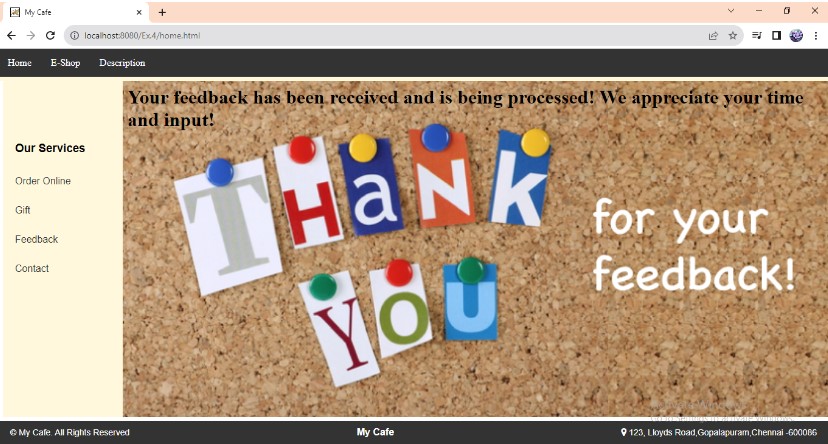 My Cafe
localhost:8080/Ex.4/home.html
Home E-Shop Description
Your feedback has been received and is being processed! We appreciate your time
and input!
Our Services
Order Online
Gift
Feedback
Contact
THank
You
for your
feedback!
© My Cafe. All Rights Reserved
My Cafe
123, Lloyds Road,Gopalapuram,Chennai -600086